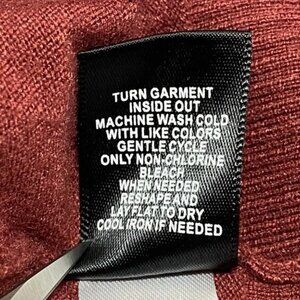 TURN GARMENT
INSIDE OUT
MACHINE WASH COLD
WITH LIKE COLORS
GENTLE CYCLE
ONLY NON-CHLORINE
BLEACH
WHEN NEEDED
RESHAPE AND
LAY FLAT TO DRY
COOL IRON IF NEEDED